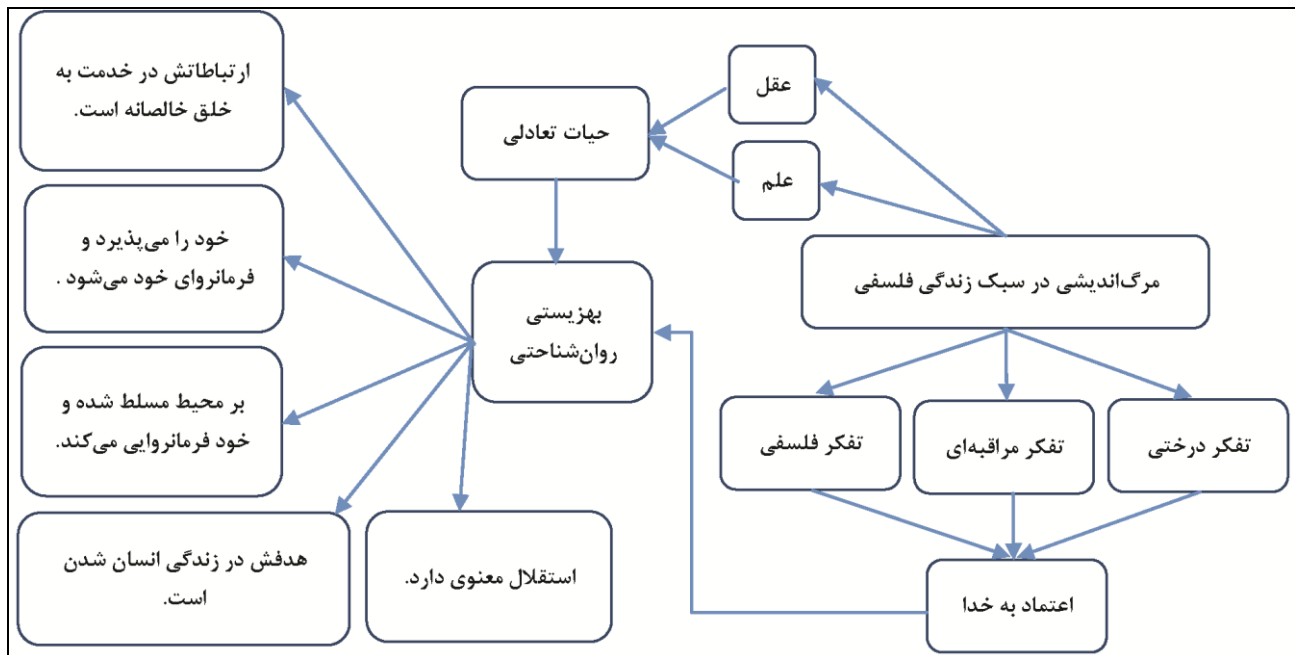 عقل
علم
حیات تعادلی
مرگ‌اندیشی در سبک زندگی فلسفی
تفکر درختی
تفکر مراقبه‌ای
تفکر فلسفی
اعتماد به خدا
بهزیستی
روان‌شناحتی
ارتباطاتش در خدمت به
خلق خالصانه است.
خود را می‌پذیرد و
فرمانروای خود می‌شود .
بر محیط مسلط شده و
خود فرمانروایی می‌کند.
هدفش در زندگی انسان شدن
است.
استقلال معنوی دارد.